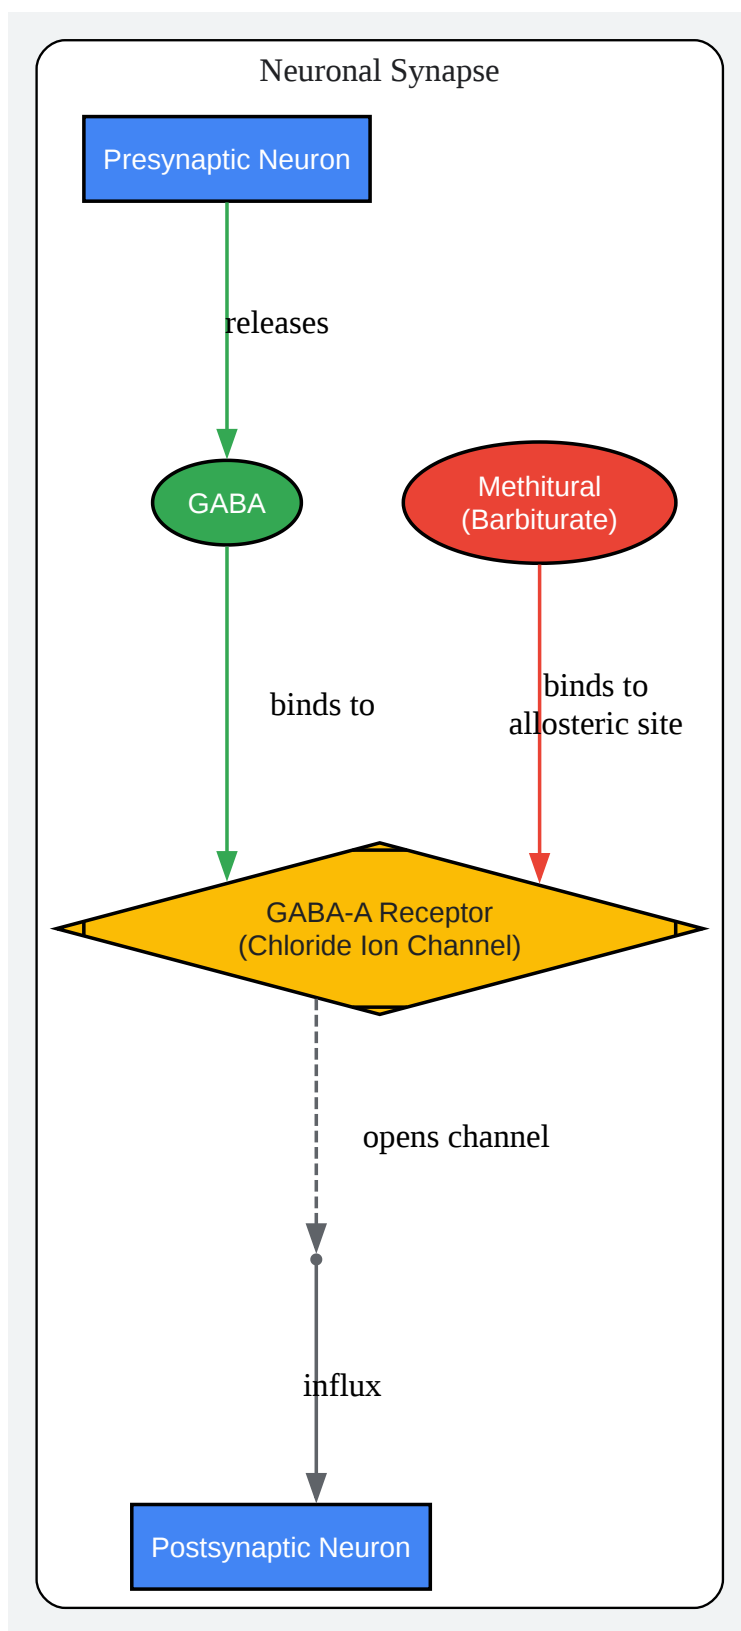 Neuronal Synapse
Presynaptic Neuron
releases
GABA
Methitural
(Barbiturate)
binds to
binds to
allosteric site
GABA-A Receptor
(Chloride Ion Channel)
opens channel
influx
Postsynaptic Neuron